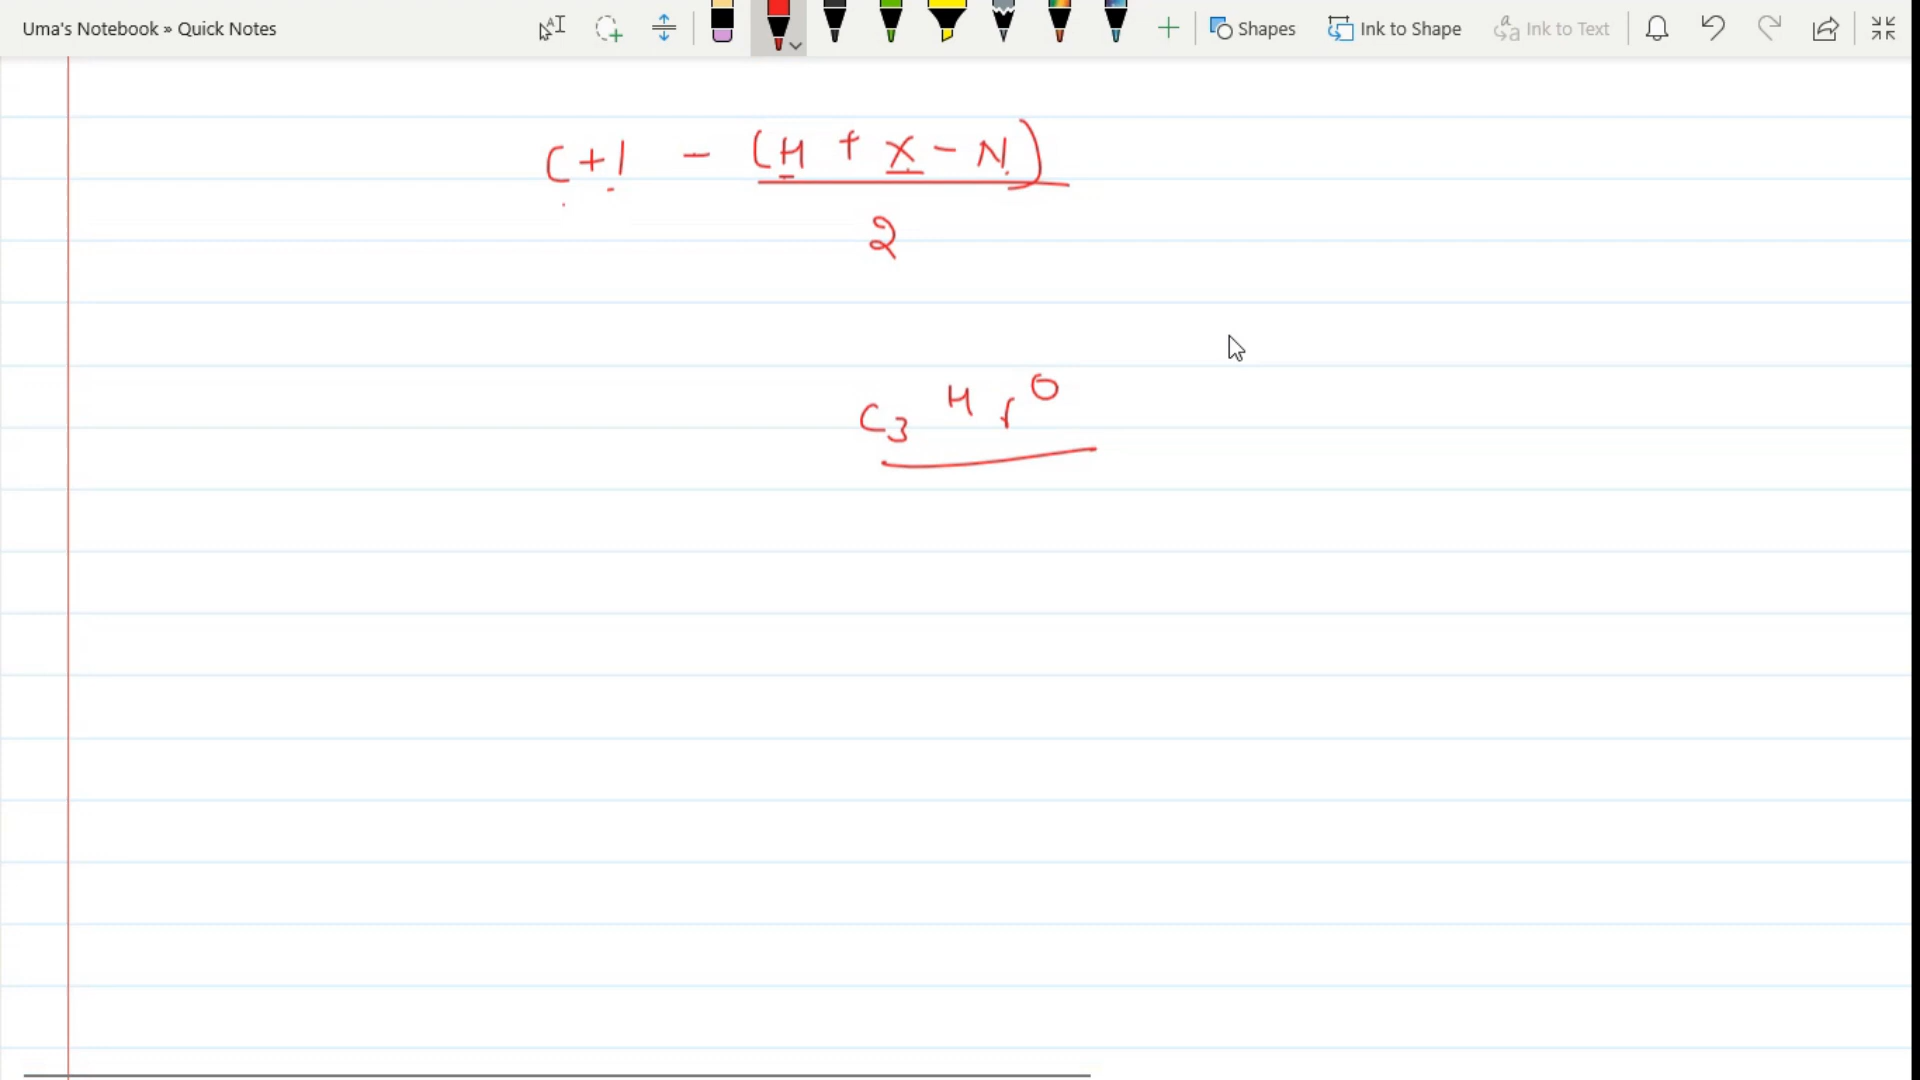 Uma's Notebook » Quick Notes Shapes Ink to Shape Ink to Text
C+1 - (H + X - N)
2
C3 H O